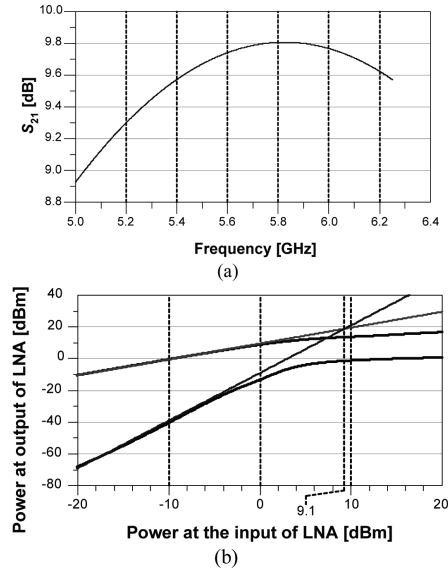 10.0
9.8
9.6
9.4
9.2
9.0
8.8
S21 [dB]
5.0 5.2 5.4 5.6 5.8 6.0 6.2 6.4
Frequency [GHz]
(a)
40
20
0
-20
-40
-60
-80
Power at output of LNA [dBm]
-20 -10 0 10 20
9.1
Power at the input of LNA [dBm]
(b)